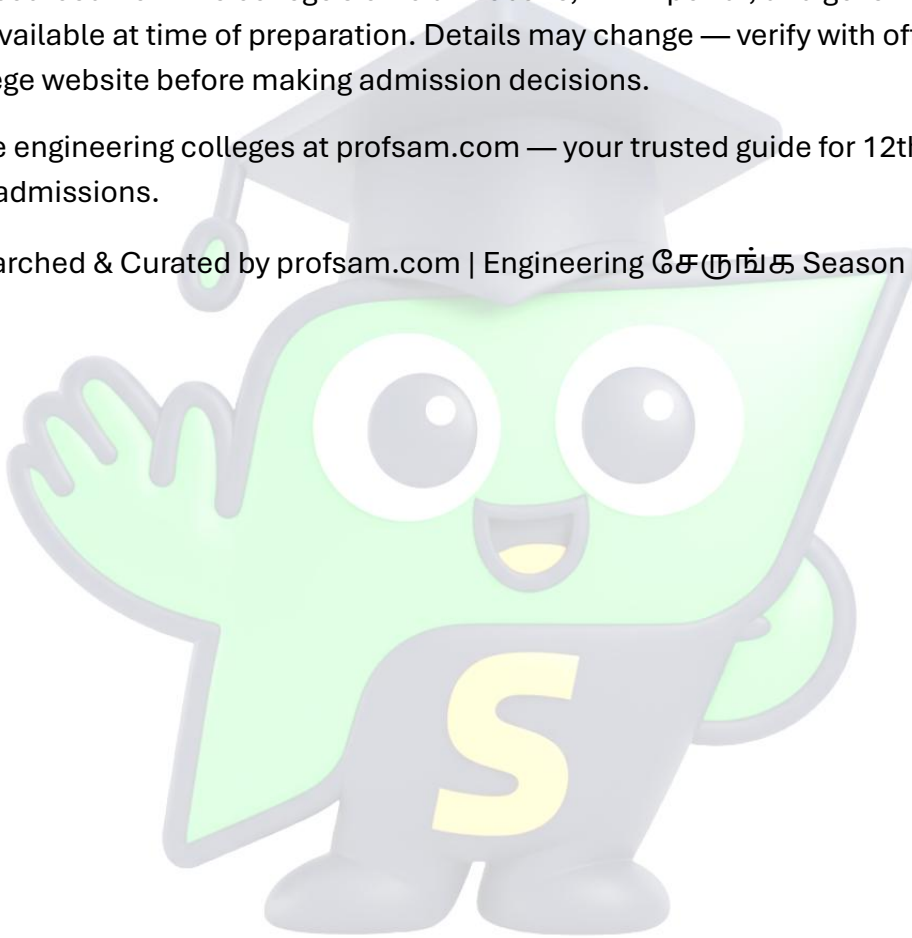 vailable at time of preparation. Details may change — verify with of
ege website before making admission decisions.
e engineering colleges at profsam.com — your trusted guide for 12th
admissions.
arched & Curated by profsam.com | Engineering சேருங்க Season
S